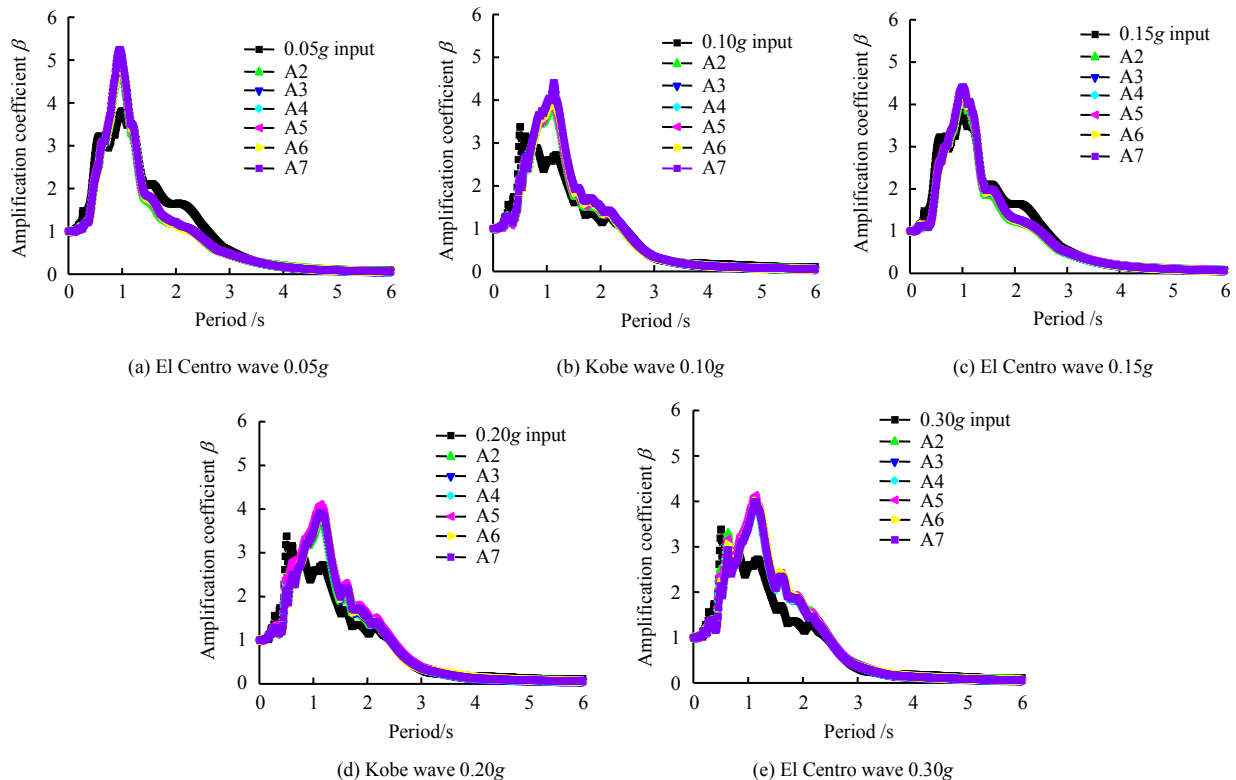 6
5
4
3
2
1
0
Amplification coefficient β
0.05g input
A2
A3
A4
A5
A6
A7
0 1 2 3 4 5 6
Period /s
(a) El Centro wave 0.05g
6
5
4
3
2
1
0
Amplification coefficient β
0.10g input
A2
A3
A4
A5
A6
A7
0 1 2 3 4 5 6
Period /s
(b) Kobe wave 0.10g
6
5
4
3
2
1
0
Amplification coefficient β
0.15g input
A2
A3
A4
A5
A6
A7
0 1 2 3 4 5 6
Period /s
(c) El Centro wave 0.15g
6
5
4
3
2
1
0
Amplification coefficient β
0.20g input
A2
A3
A4
A5
A6
A7
0 1 2 3 4 5 6
Period/s
(d) Kobe wave 0.20g
6
5
4
3
2
1
0
Amplification coefficient β
0.30g input
A2
A3
A4
A5
A6
A7
0 1 2 3 4 5 6
Period/s
(e) El Centro wave 0.30g